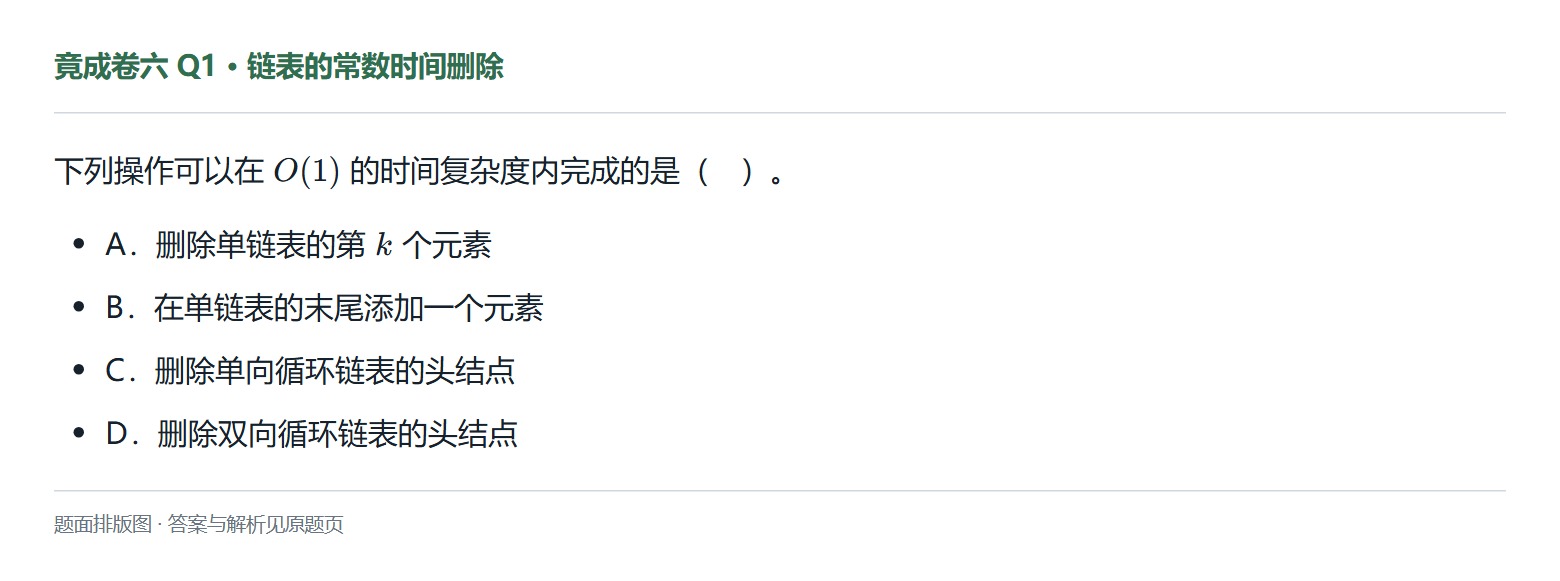 竟成卷六 Q1 · 链表的常数时间删除
下列操作可以在 O(1) 的时间复杂度内完成的是（　）。
• A．删除单链表的第 k 个元素
• B．在单链表的末尾添加一个元素
• C．删除单向循环链表的头结点
• D．删除双向循环链表的头结点
题面排版图 · 答案与解析见原题页